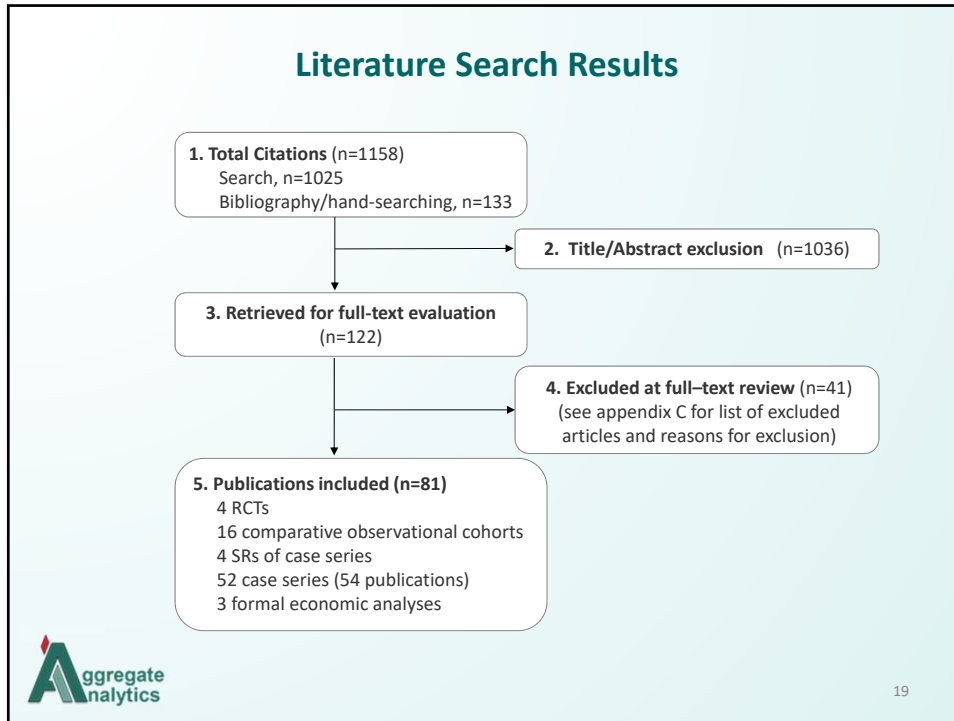 Literature Search Results
1. Total Citations (n=1158)
Search, n=1025
Bibliography/hand-searching, n=133
2. Title/Abstract exclusion (n=1036)
3. Retrieved for full-text evaluation
(n=122)
4. Excluded at full–text review (n=41)
(see appendix C for list of excluded
articles and reasons for exclusion)
5. Publications included (n=81)
4 RCTs
16 comparative observational cohorts
4 SRs of case series
52 case series (54 publications)
3 formal economic analyses
Aggregate
Analytics
19